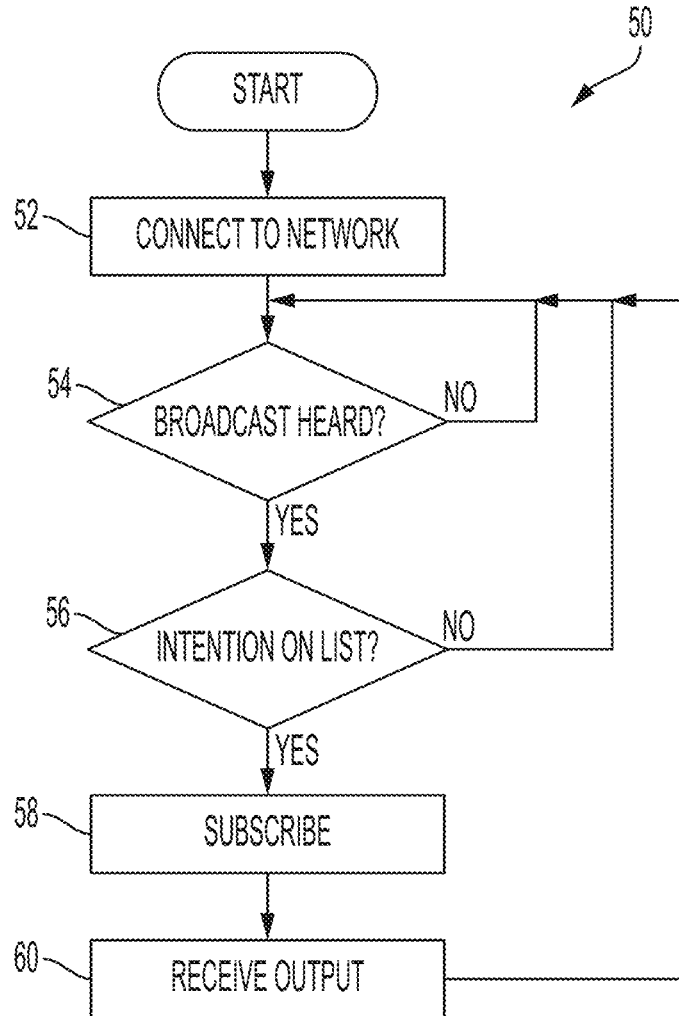 50
START
52
CONNECT TO NETWORK
54
BROADCAST HEARD?
NO
YES
56
INTENTION ON LIST?
NO
YES
58
SUBSCRIBE
60
RECEIVE OUTPUT